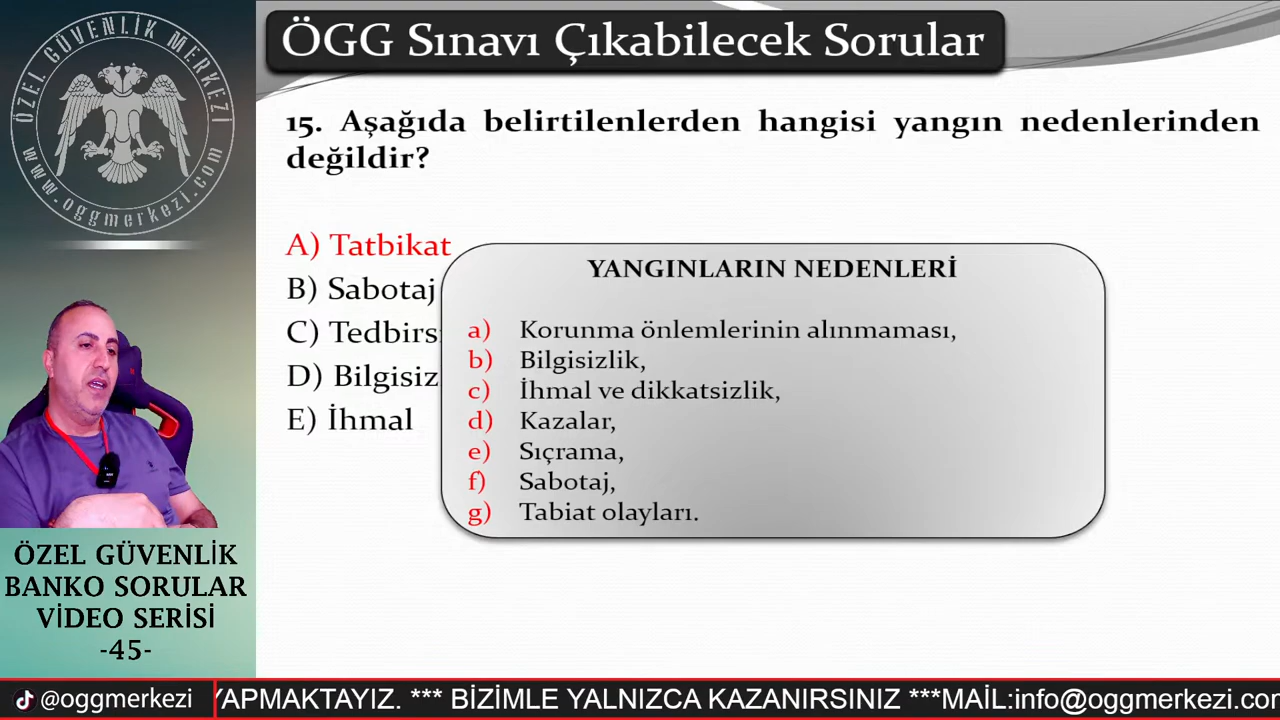 ÖZEL GÜVENLİK MERKEZİ
www.oggmerkezi.com
ÖGG Sınavı Çıkabilecek Sorular
15. Aşağıda belirtilenlerden hangisi yangın nedenlerinden
değildir?
A) Tatbikat
B) Sabotaj
C) Tedbirs
D) Bilgisiz
E) İhmal
YANGINLARIN NEDENLERİ
a) Korunma önlemlerinin alınmaması,
b) Bilgisizlik,
c) İhmal ve dikkatsizlik,
d) Kazalar,
e) Sıçrama,
f) Sabotaj,
g) Tabiat olayları.
ÖZEL GÜVENLİK
BANKO SORULAR
VİDEO SERİSİ
-45-
@oggmerkezi YAPMAKTAYIZ. *** BİZİMLE YALNIZCA KAZANIRSINIZ ***MAİL:info@oggmerkezi.com